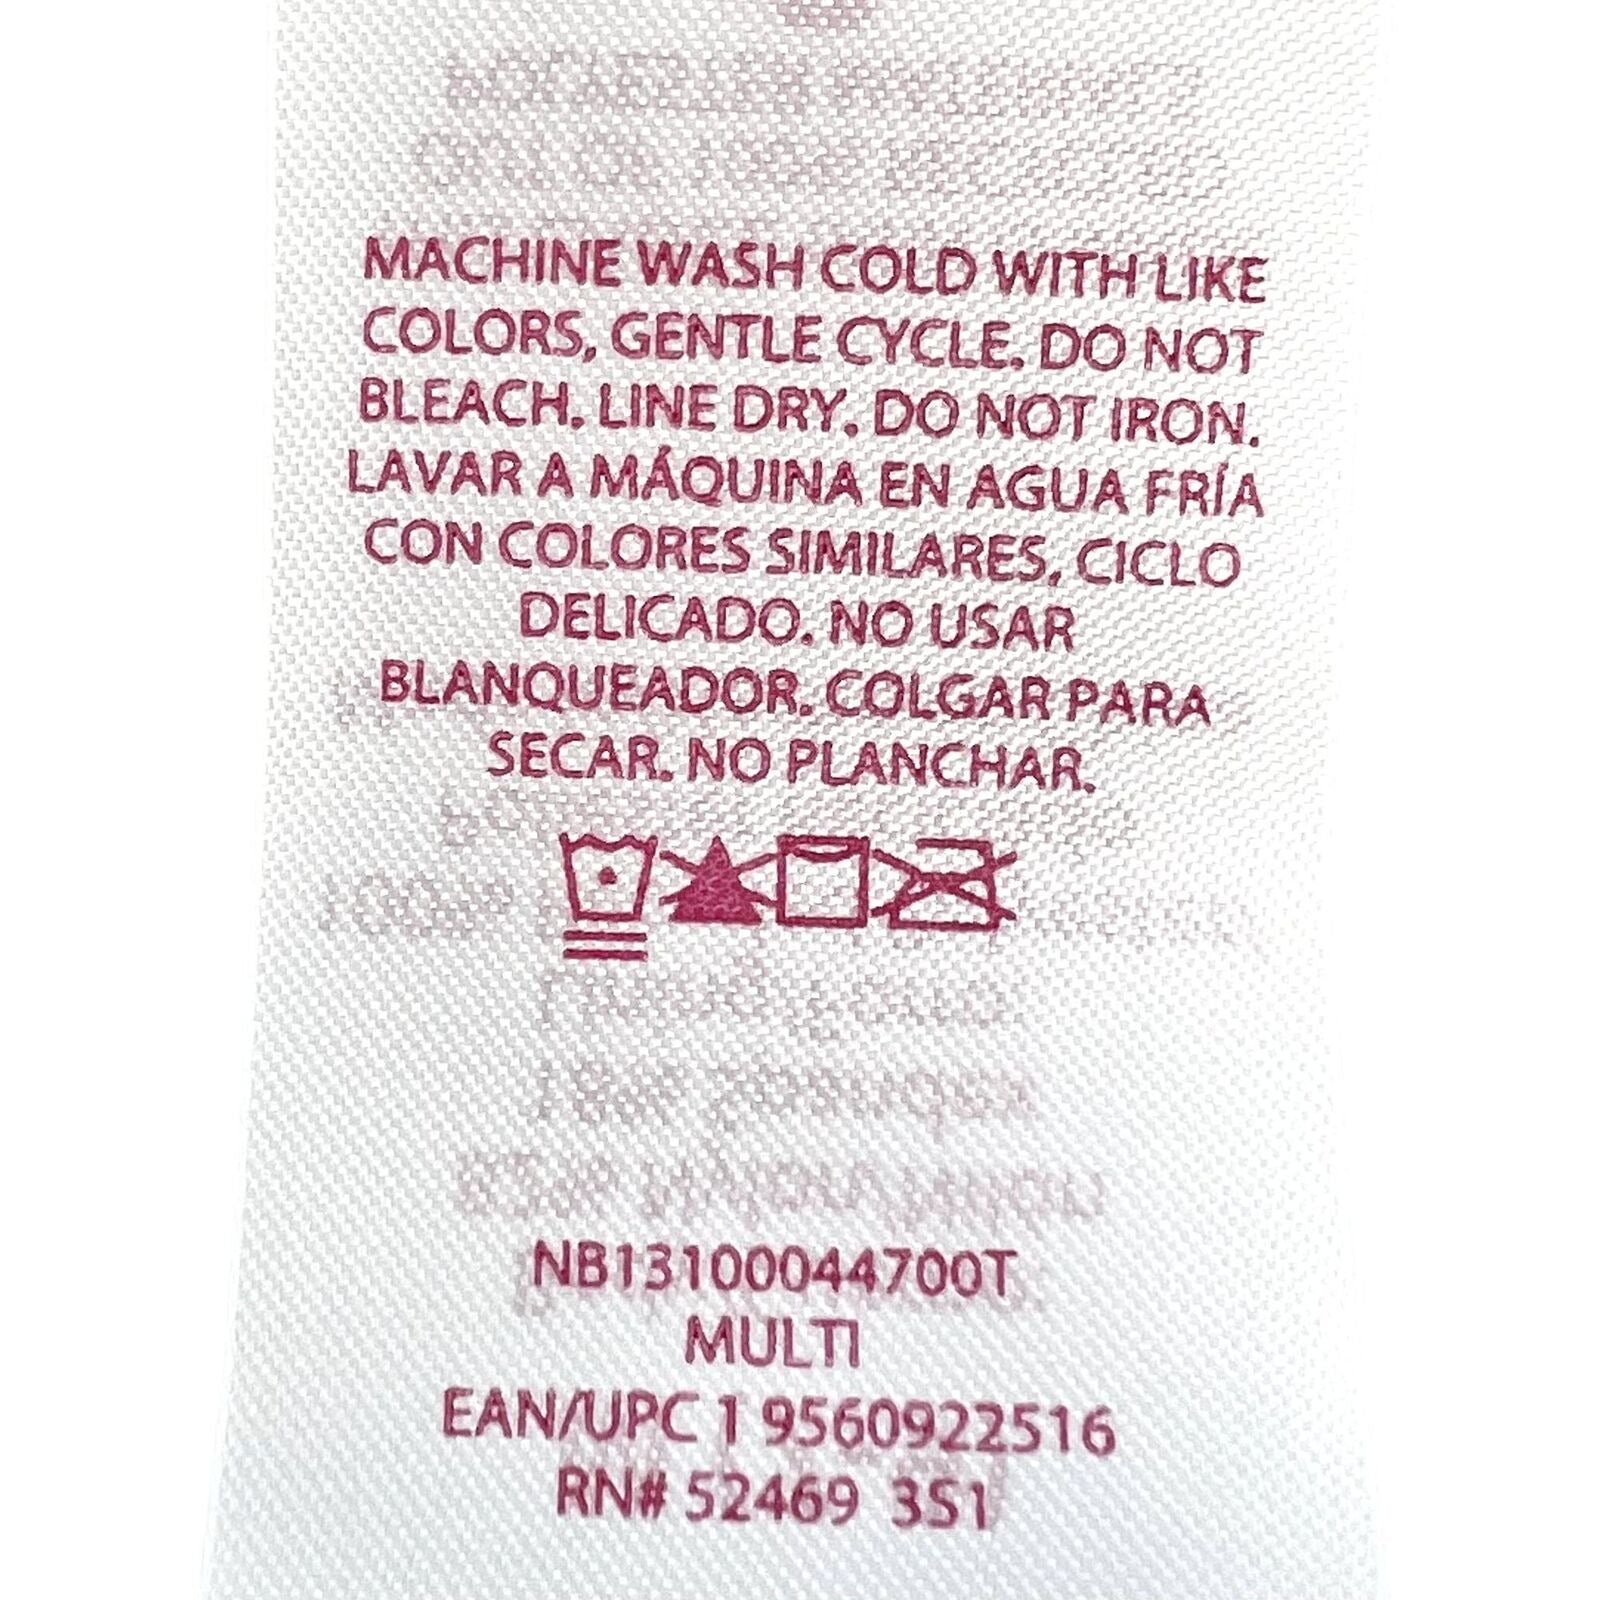 MACHINE WASH COLD WITH LIKE
COLORS, GENTLE CYCLE. DO NOT
BLEACH. LINE DRY. DO NOT IRON.
LAVAR A MÁQUINA EN AGUA FRÍA
CON COLORES SIMILARES, CICLO
DELICADO. NO USAR
BLANQUEADOR. COLGAR PARA
SECAR. NO PLANCHAR.
NB13100044700T
MULTI
EAN/UPC 1 9560922516
RN# 52469 3S1